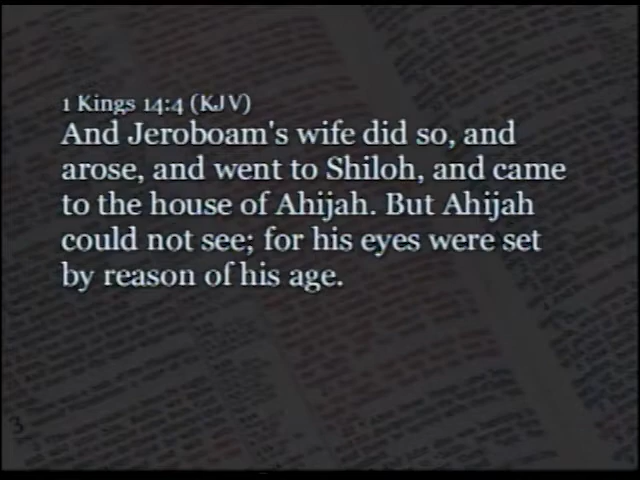 1 Kings 14:4 (KJV)
And Jeroboam's wife did so, and
arose, and went to Shiloh, and came
to the house of Ahijah. But Ahijah
could not see; for his eyes were set
by reason of his age.
3